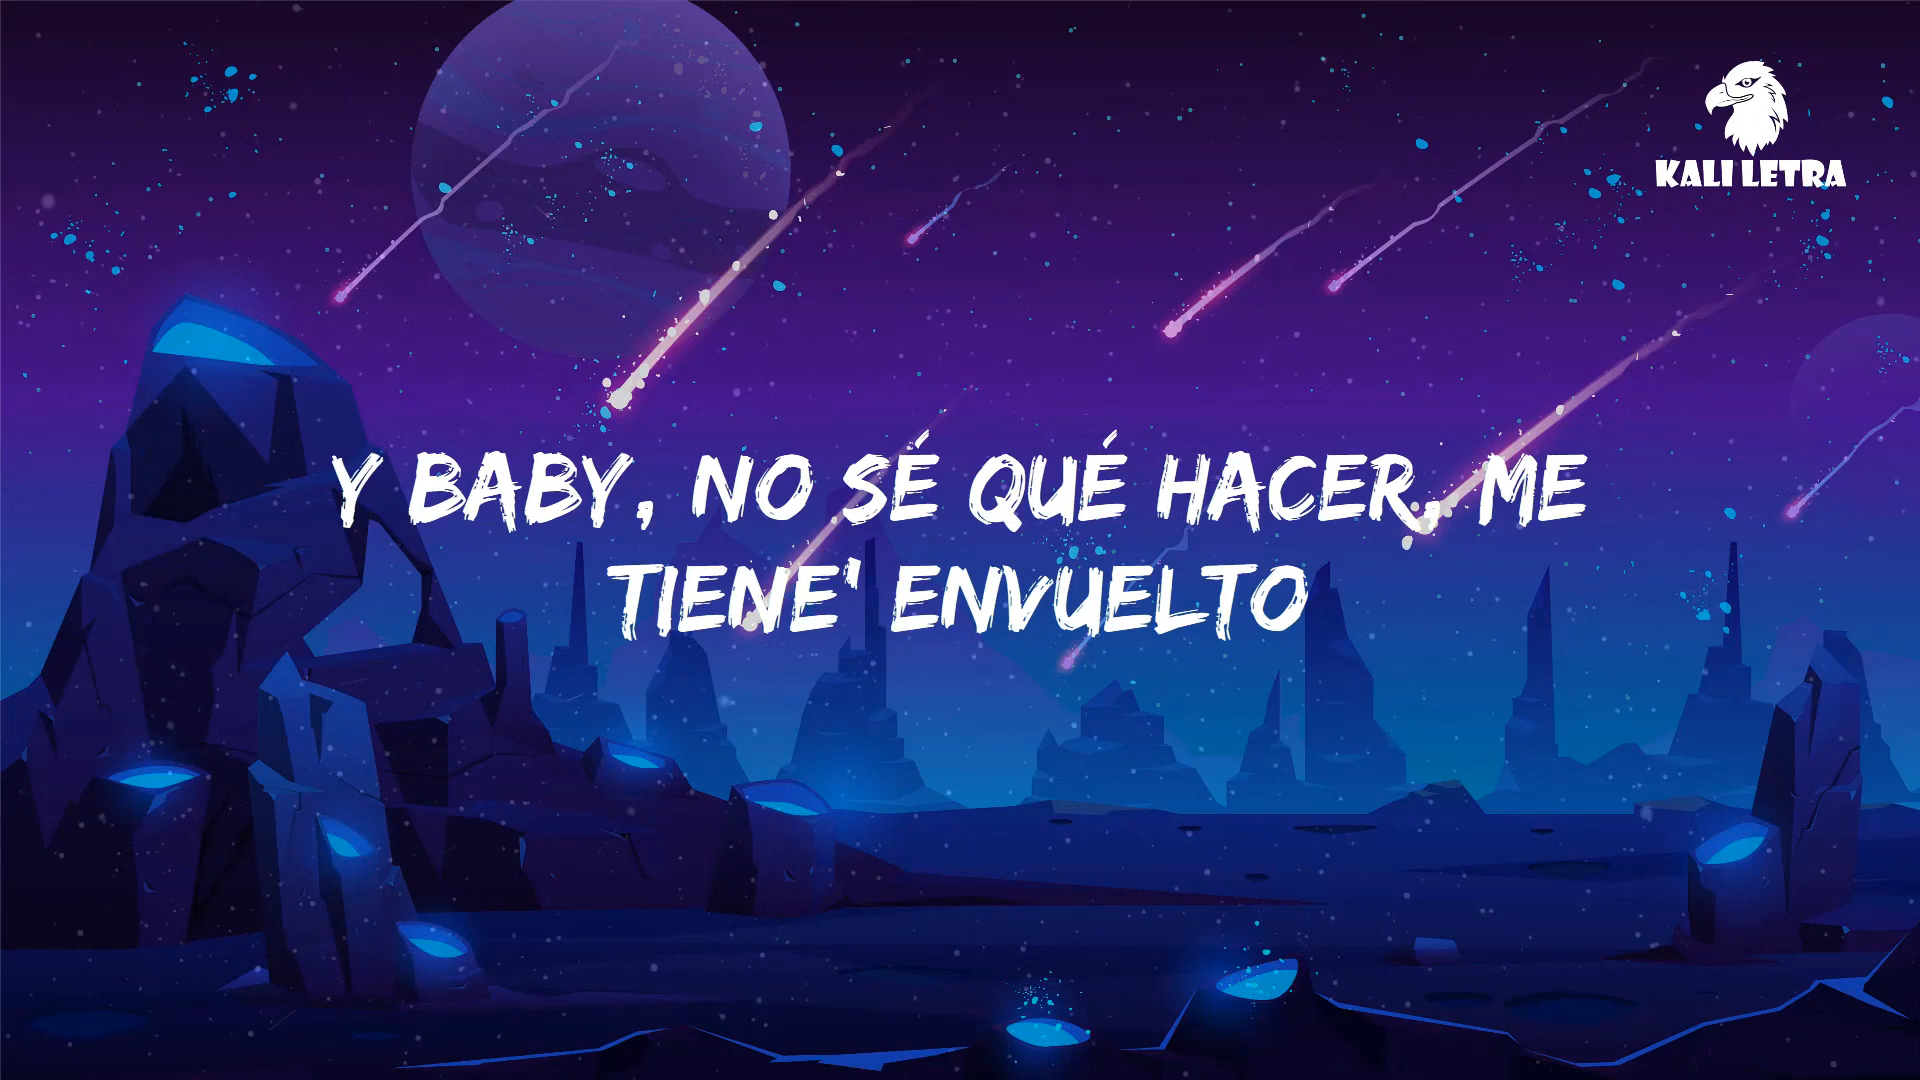 KALI LETRA
Y BABY, NO SÉ QUÉ HACER, ME
TIENE' ENVUELTO